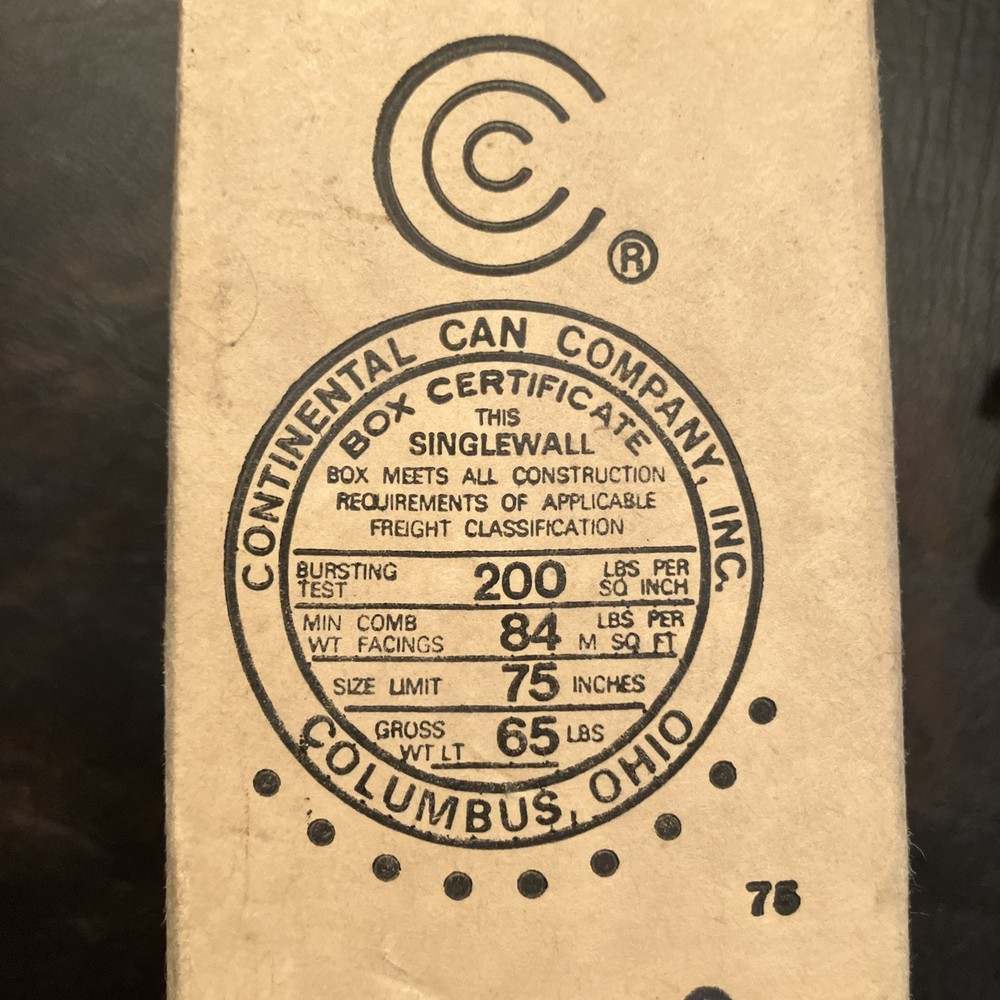 CCC
®
CONTINENTAL CAN COMPANY, INC.
BOX CERTIFICATE
THIS
SINGLEWALL
BOX MEETS ALL CONSTRUCTION
REQUIREMENTS OF APPLICABLE
FREIGHT CLASSIFICATION
BURSTING TEST 200 LBS PER SQ INCH
MIN COMB WT FACINGS 84 LBS PER M SQ FT
SIZE LIMIT 75 INCHES
GROSS WT LT 65 LBS
COLUMBUS, OHIO
75